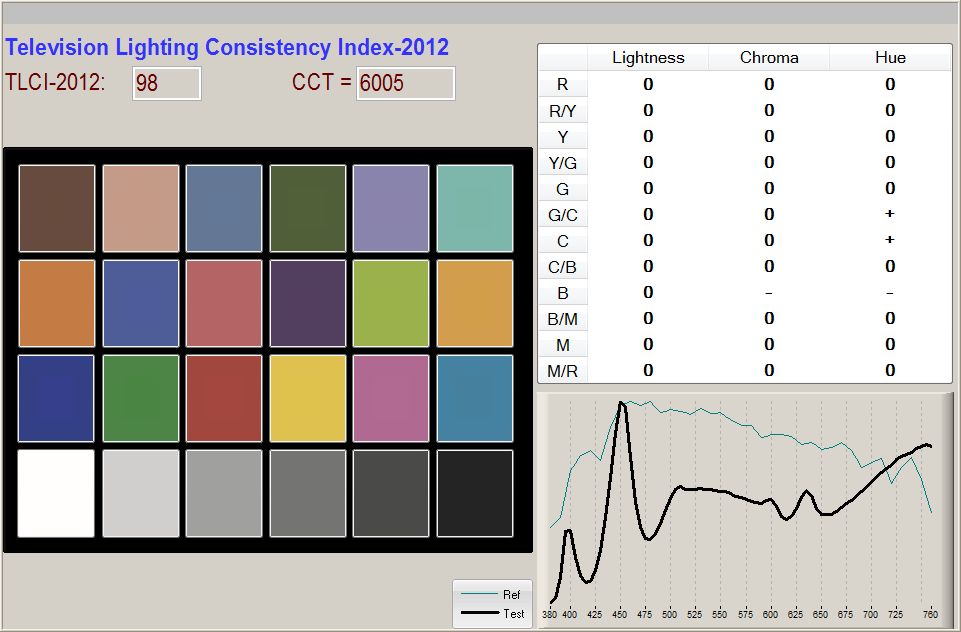 Television Lighting Consistency Index-2012
TLCI-2012: 98 CCT = 6005
Lightness Chroma Hue
R 0 0 0
R/Y 0 0 0
Y 0 0 0
Y/G 0 0 0
G 0 0 0
G/C 0 0 +
C 0 0 +
C/B 0 0 0
B 0 - -
B/M 0 0 0
M 0 0 0
M/R 0 0 0
Ref
Test
380 400 425 450 475 500 525 550 575 600 625 650 675 700 725 760